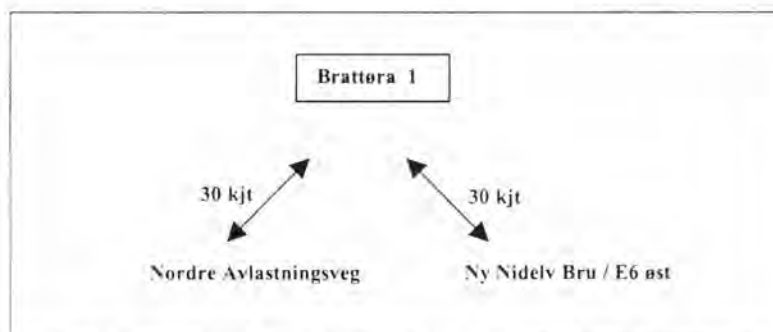 Brattøra 1
30 kjt
30 kjt
Nordre Avlastningsveg
Ny Nidelv Bru / E6 øst